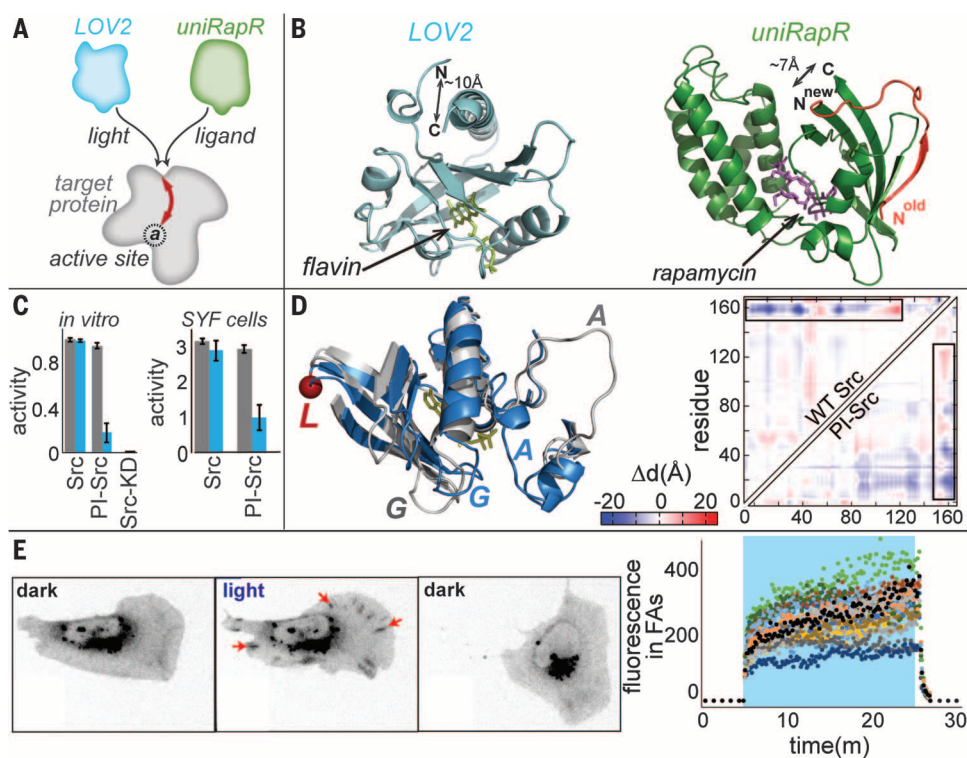 A
LOV2
uniRapR
light
ligand
target
protein
a
active site
B
LOV2
N
~10Å
C
flavin
uniRapR
~7Å
C
N new
N old
rapamycin
C
in vitro
activity
1
0.4
0
Src
PI-Src
Src-KD
SYF cells
activity
3
2
1
0
Src
PI-Src
D
L
G
G
A
A
Δd(Å)
-20
0
20
residue
160
120
80
40
0
0
40
80
120
160
WT Src
PI-Src
E
dark
light
dark
fluorescence
in FAs
400
200
0
10
20
30
time(m)